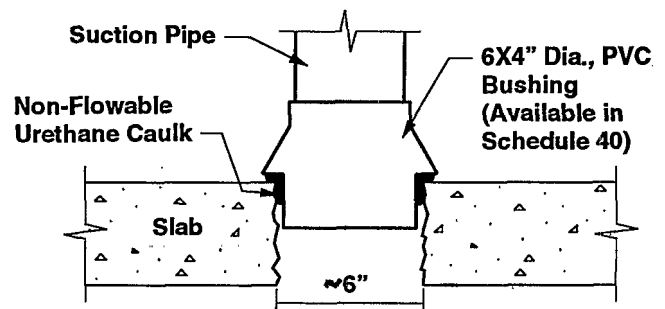 Suction Pipe
6X4” Dia., PVC
Bushing
(Available in
Schedule 40)
Non-Flowable
Urethane Caulk
Slab
~6”